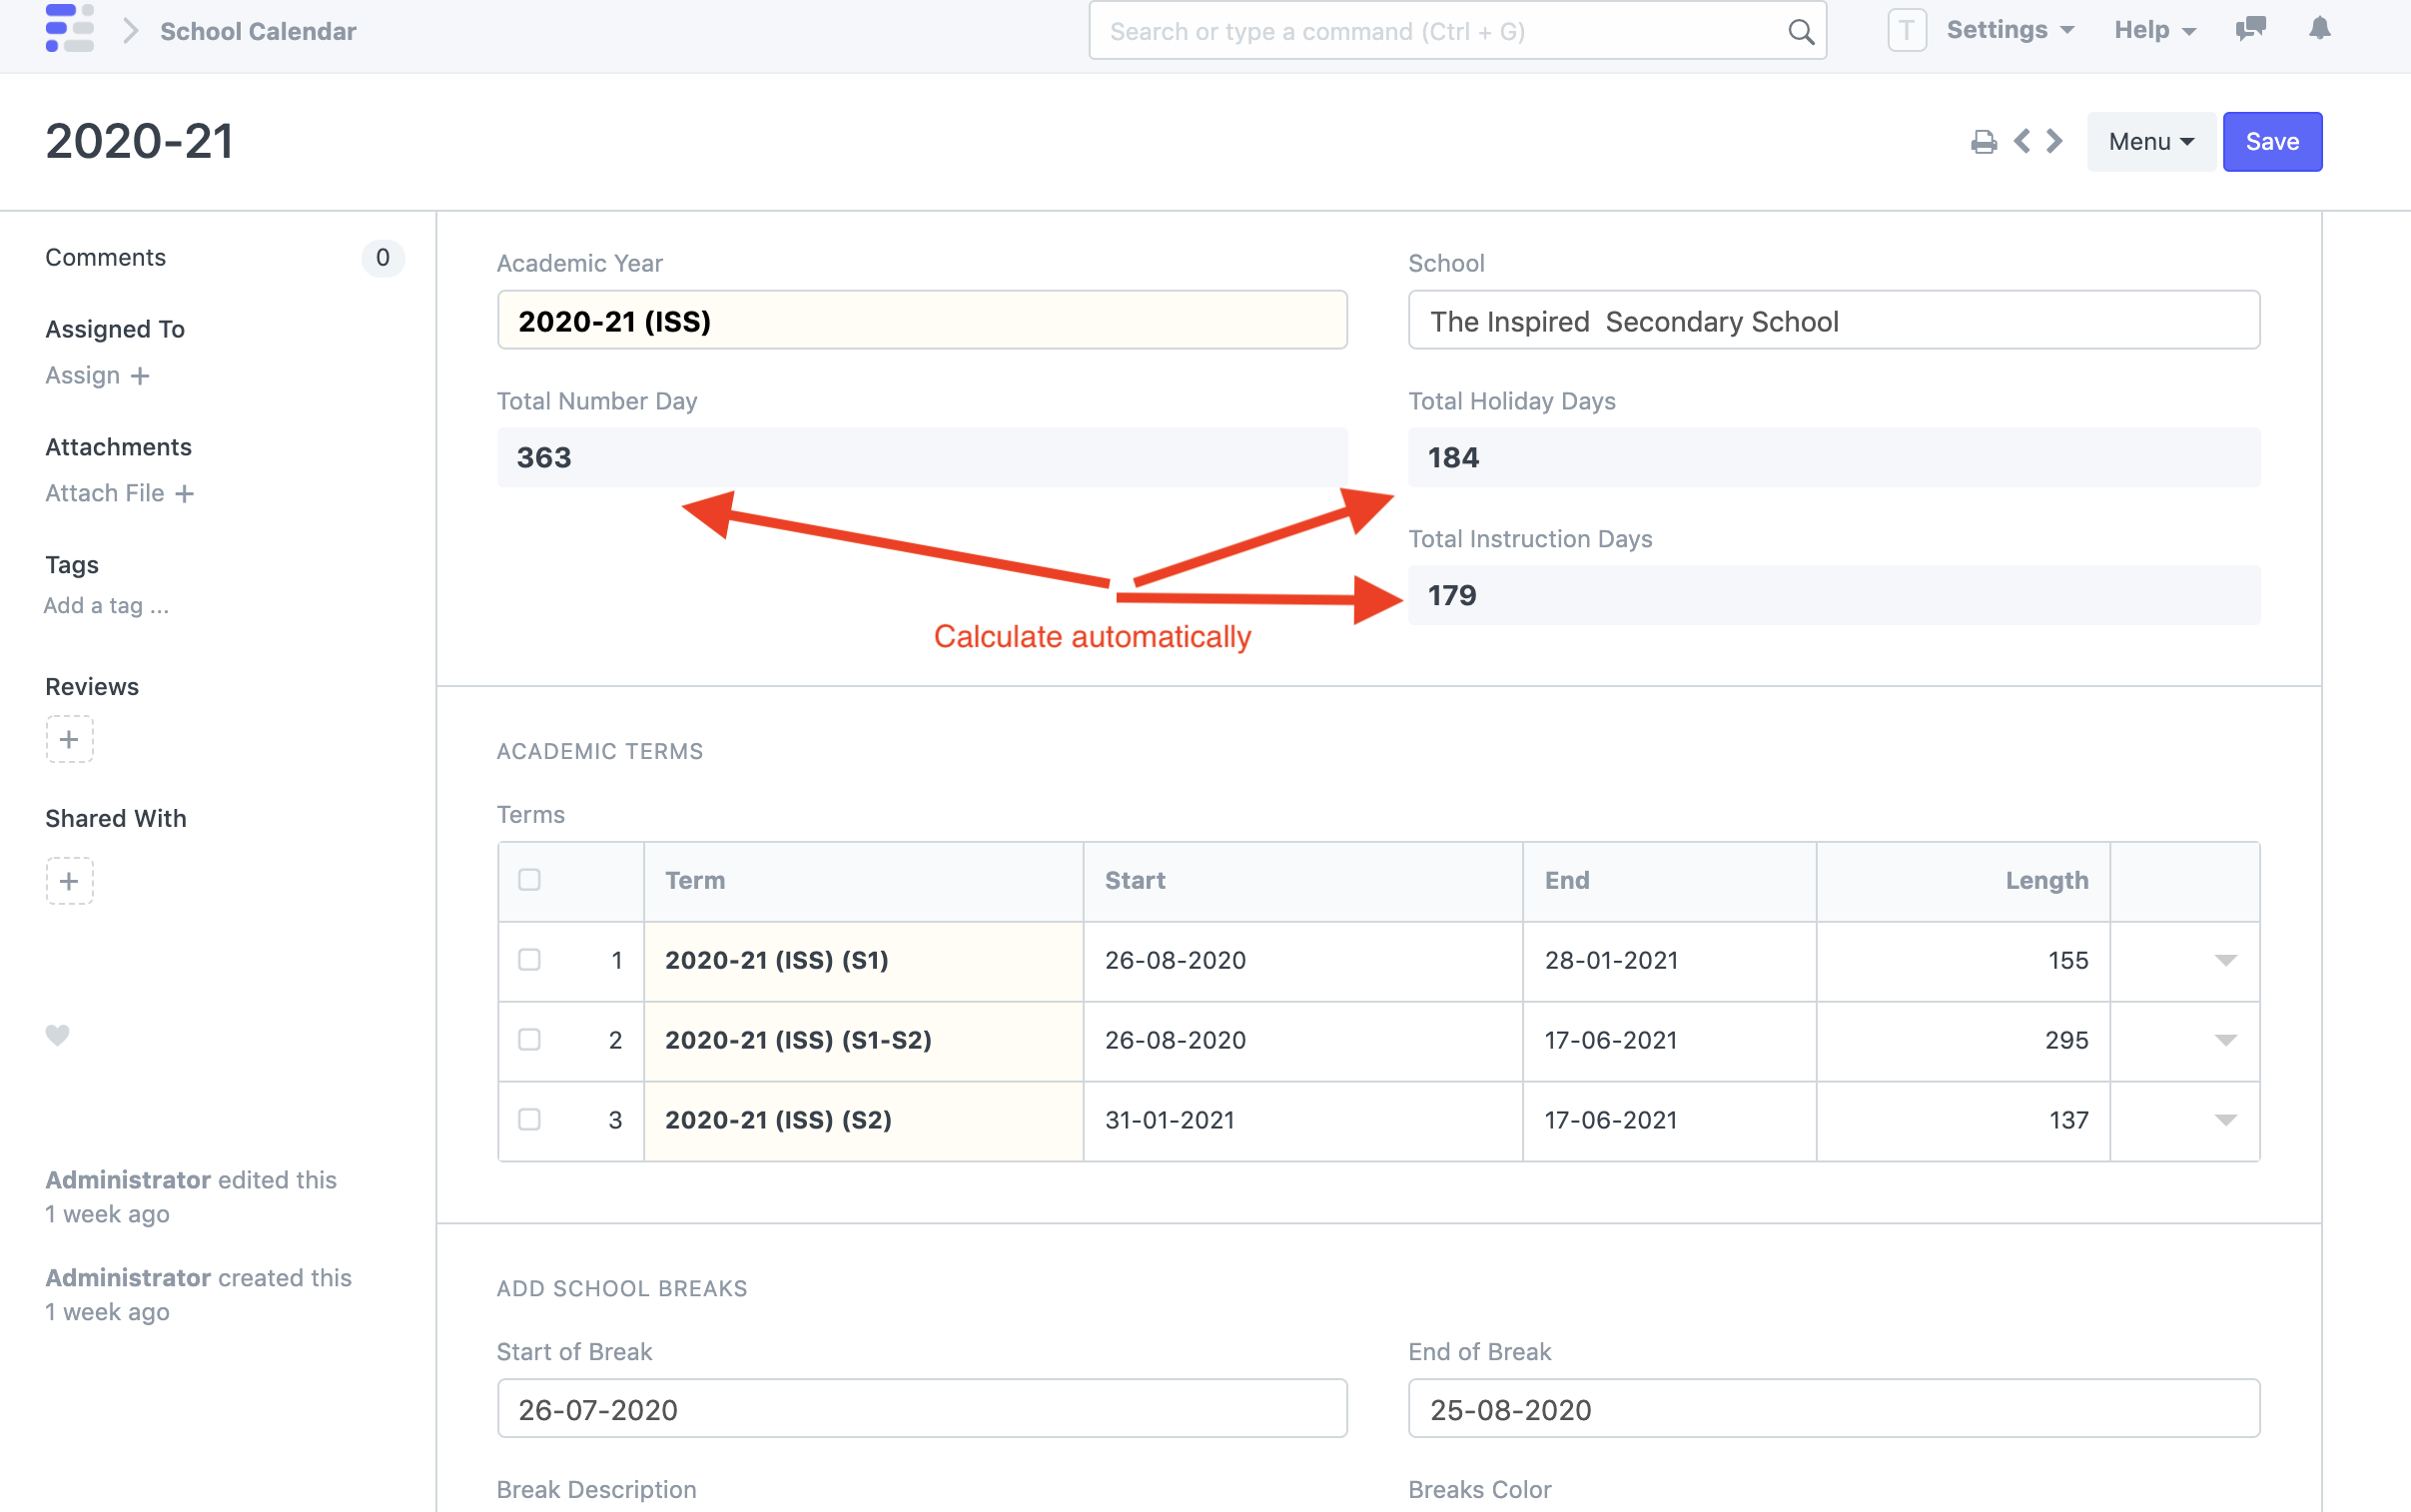 School Calendar
Search or type a command (Ctrl + G)
T
Settings
Help
2020-21
Menu
Save
Comments
0
Assigned To
Assign +
Attachments
Attach File +
Tags
Add a tag ...
Reviews
+
Shared With
+
Administrator edited this
1 week ago
Administrator created this
1 week ago
Academic Year
2020-21 (ISS)
School
The Inspired  Secondary School
Total Number Day
363
Total Holiday Days
184
Total Instruction Days
179
Calculate automatically
ACADEMIC TERMS
Terms
Term Start End Length
1 2020-21 (ISS) (S1) 26-08-2020 28-01-2021 155
2 2020-21 (ISS) (S1-S2) 26-08-2020 17-06-2021 295
3 2020-21 (ISS) (S2) 31-01-2021 17-06-2021 137
ADD SCHOOL BREAKS
Start of Break
26-07-2020
End of Break
25-08-2020
Break Description
Breaks Color